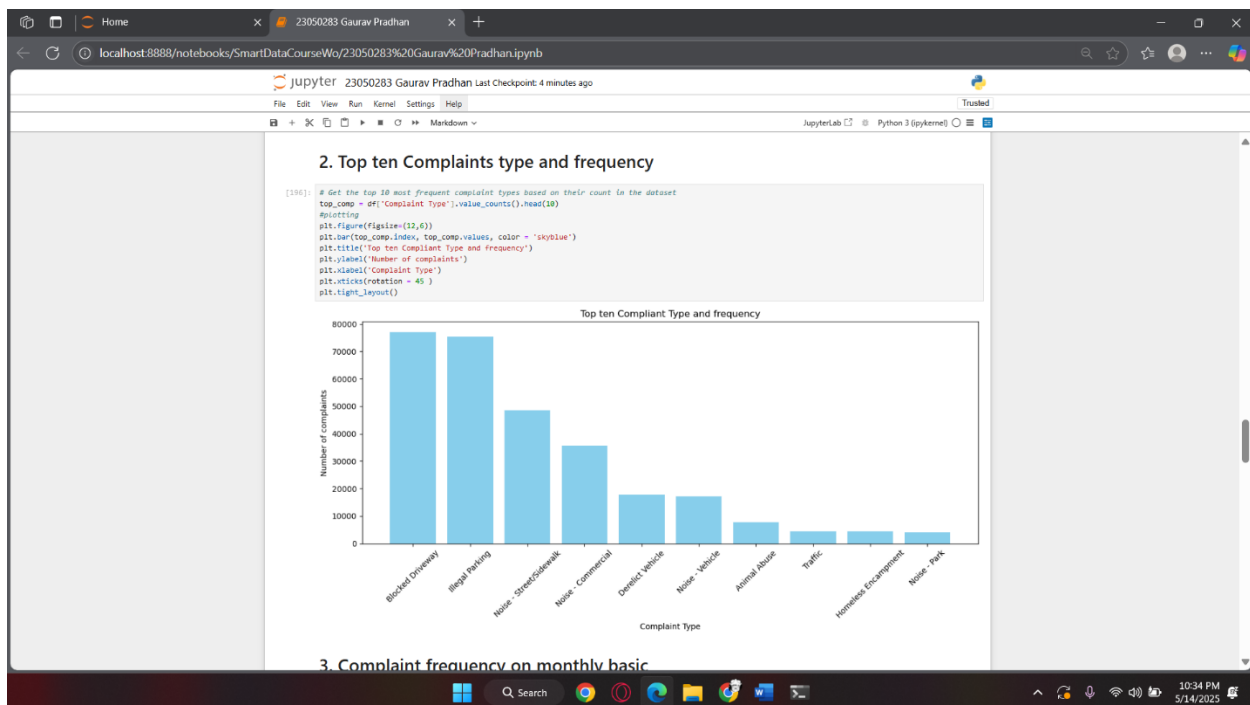 Home
23050283 Gaurav Pradhan
localhost:8888/notebooks/SmartDataCourseWo/23050283%20Gaurav%20Pradhan.ipynb
jupyter 23050283 Gaurav Pradhan Last Checkpoint: 4 minutes ago
File Edit View Run Kernel Settings Help
Trusted
Markdown
JupyterLab
Python 3 (ipykernel)
2. Top ten Complaints type and frequency
[196]:
# Get the top 10 most frequent complaint types based on their count in the dataset
top_comp = df['Complaint Type'].value_counts().head(10)
#plotting
plt.figure(figsize=(12,6))
plt.bar(top_comp.index, top_comp.values, color = 'skyblue')
plt.title('Top ten Compliant Type and frequency')
plt.ylabel('Number of complaints')
plt.xlabel('Complaint Type')
plt.xticks(rotation = 45 )
plt.tight_layout()
Top ten Compliant Type and frequency
80000
70000
60000
50000
40000
30000
20000
10000
0
Number of complaints
Blocked Driveway
Illegal Parking
Noise - Street/Sidewalk
Noise - Commercial
Derelict Vehicle
Noise - Vehicle
Animal Abuse
Traffic
Homeless Encampment
Noise - Park
Complaint Type
3. Complaint frequency on monthly basic
Search
10:34 PM
5/14/2025